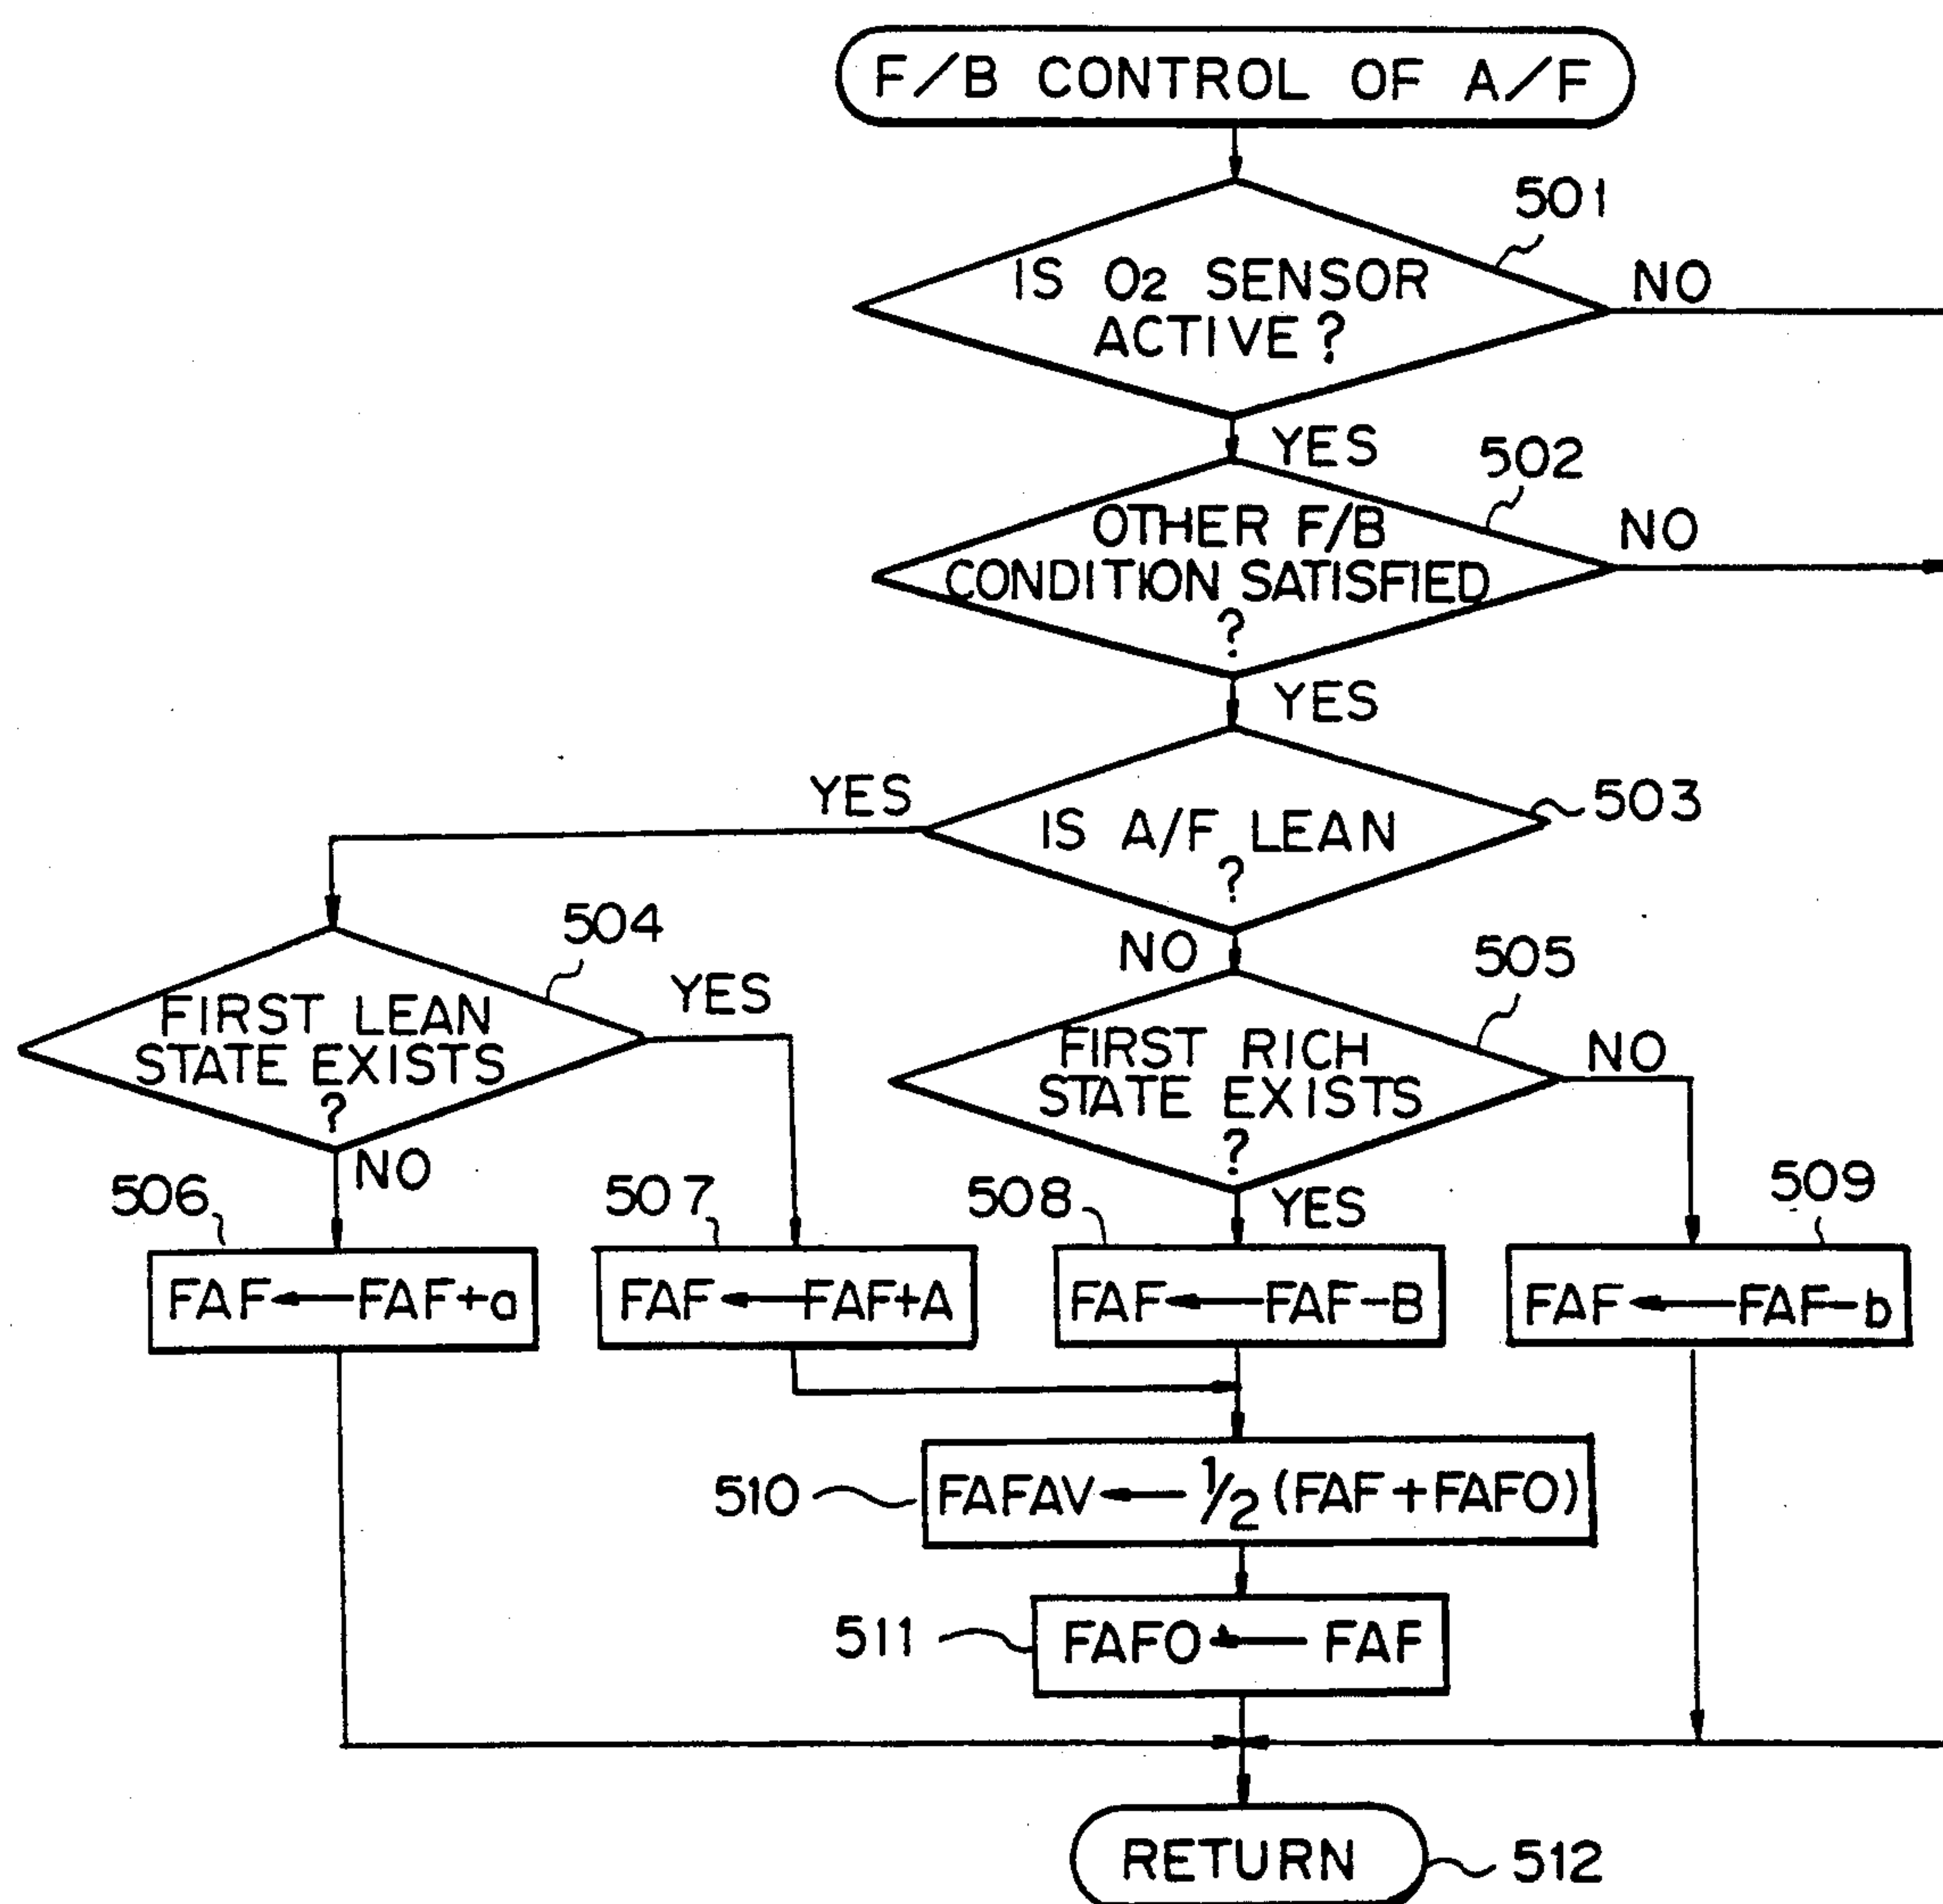 F/B CONTROL OF A/F
501
IS O2 SENSOR
ACTIVE ?
NO
YES
502
OTHER F/B
CONDITION SATISFIED
?
NO
YES
503
IS A/F LEAN
?
YES
NO
504
FIRST LEAN
STATE EXISTS
?
YES
NO
505
FIRST RICH
STATE EXISTS
?
NO
YES
506
FAF ← FAF+a
507
FAF ← FAF+A
508
FAF ← FAF-B
509
FAF ← FAF-b
510
FAFAV ← 1/2 (FAF+FAFO)
511
FAFO ← FAF
RETURN
512